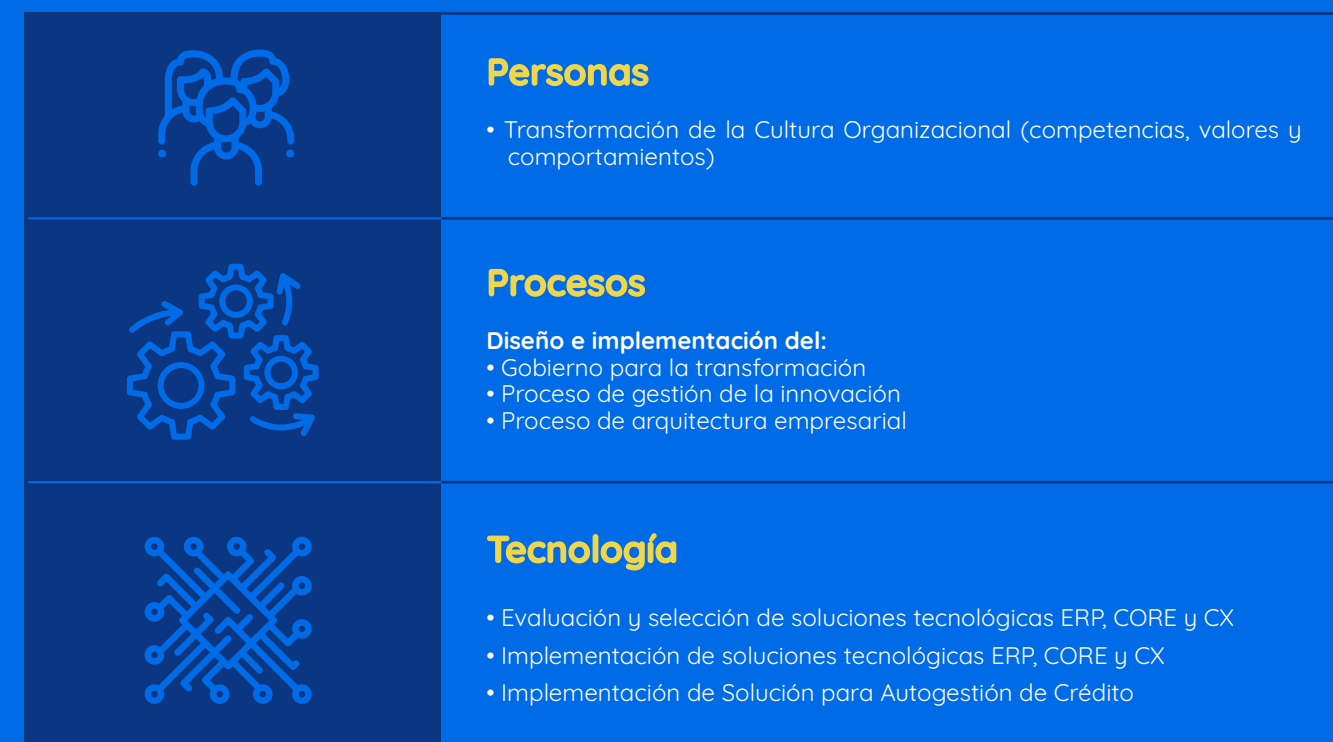 Personas
• Transformación de la Cultura Organizacional (competencias, valores y
comportamientos)
Procesos
Diseño e implementación del:
• Gobierno para la transformación
• Proceso de gestión de la innovación
• Proceso de arquitectura empresarial
Tecnología
• Evaluación y selección de soluciones tecnológicas ERP, CORE y CX
• Implementación de soluciones tecnológicas ERP, CORE y CX
• Implementación de Solución para Autogestión de Crédito